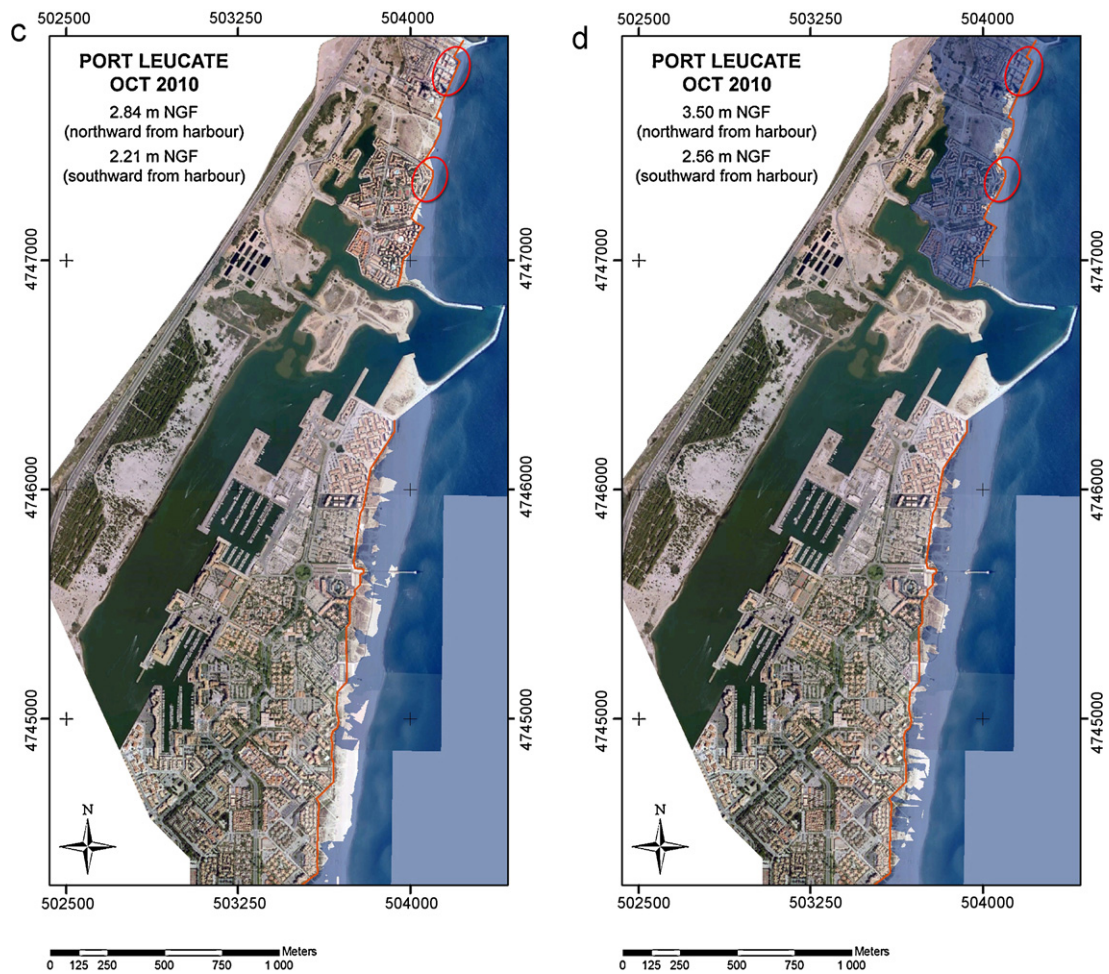 c
502500 503250 504000
PORT LEUCATE
OCT 2010
2.84 m NGF
(northward from harbour)
2.21 m NGF
(southward from harbour)
4747000
4746000
4745000
4747000
4746000
4745000
N
502500 503250 504000
Meters
0 125 250 500 750 1 000
d
502500 503250 504000
PORT LEUCATE
OCT 2010
3.50 m NGF
(northward from harbour)
2.56 m NGF
(southward from harbour)
4747000
4746000
4745000
4747000
4746000
4745000
N
502500 503250 504000
Meters
0 125 250 500 750 1 000